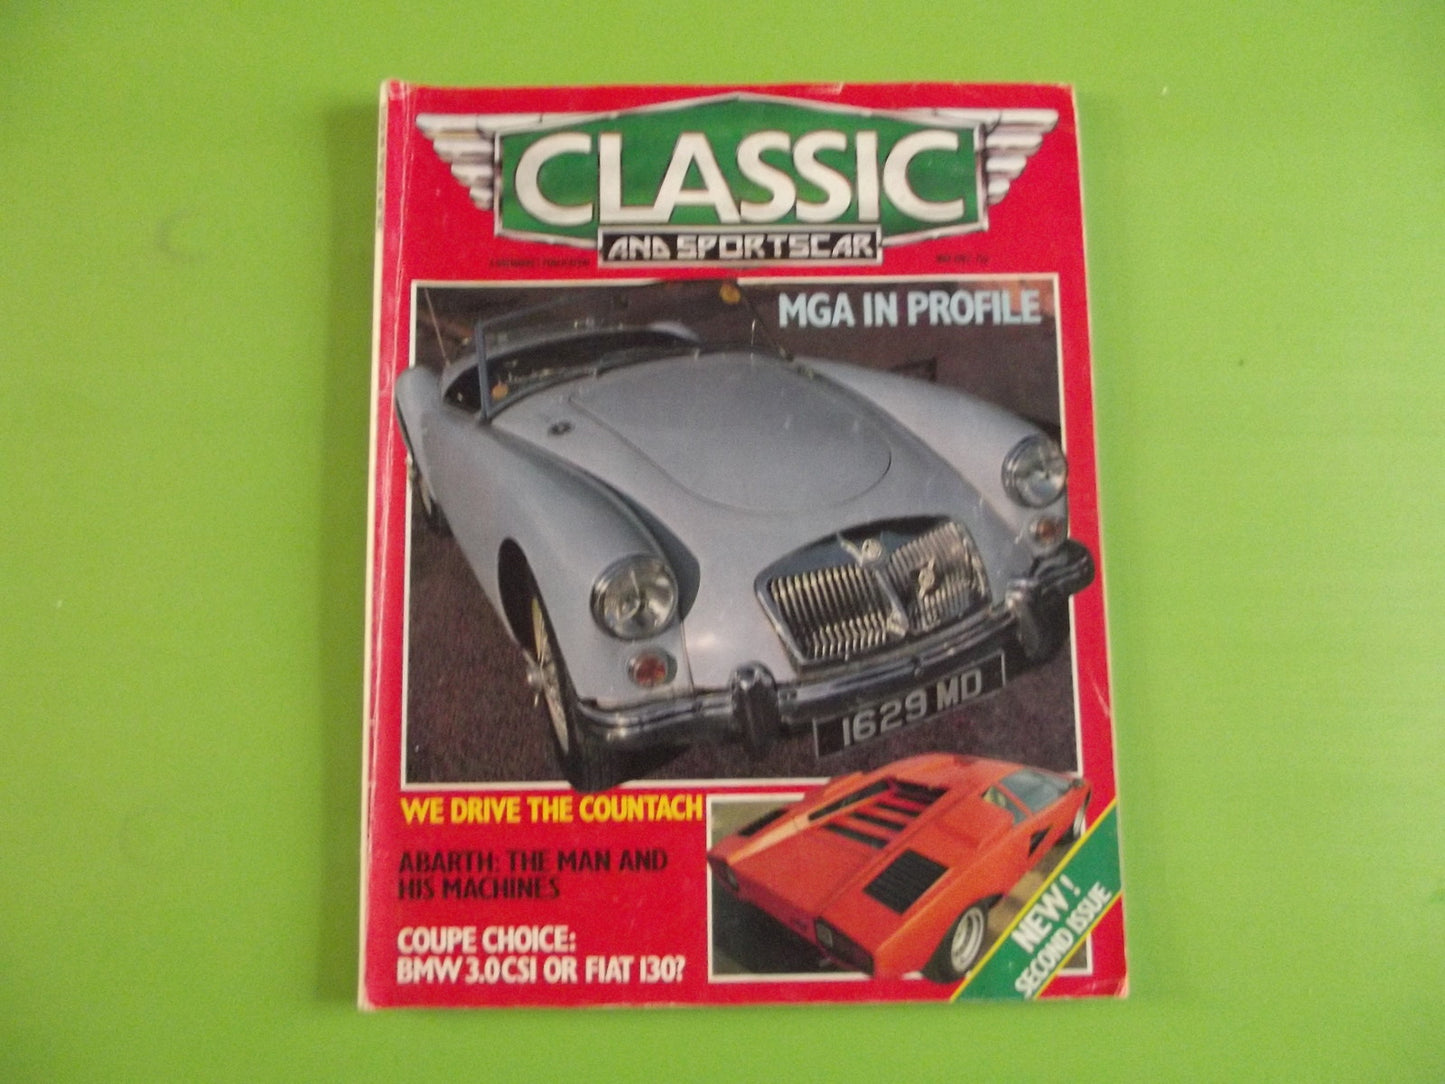 CLASSIC
AND SPORTSCAR
MGA IN PROFILE
1629 MD
WE DRIVE THE COUNTACH
ABARTH: THE MAN AND
HIS MACHINES
COUPE CHOICE:
BMW 3.0CSI OR FIAT 130?
NEW!
SECOND ISSUE